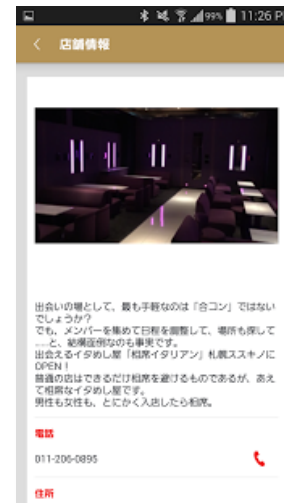 99% 11:26 P
店舗情報
出会いの場として、最も手軽なのは「合コン」ではない
でしょうか？
でも、メンバーを集めて日程を調整して、場所も探して
……と、結構面倒なのも事実です。
出会えるイタめし屋「相席イタリアン」札幌ススキノに
OPEN！
普通の店はできるだけ相席を避けるものであるが、あえ
て相席なイタめし屋です。
男性も女性も、とにかく入店したら相席。
電話
011-206-0895
住所